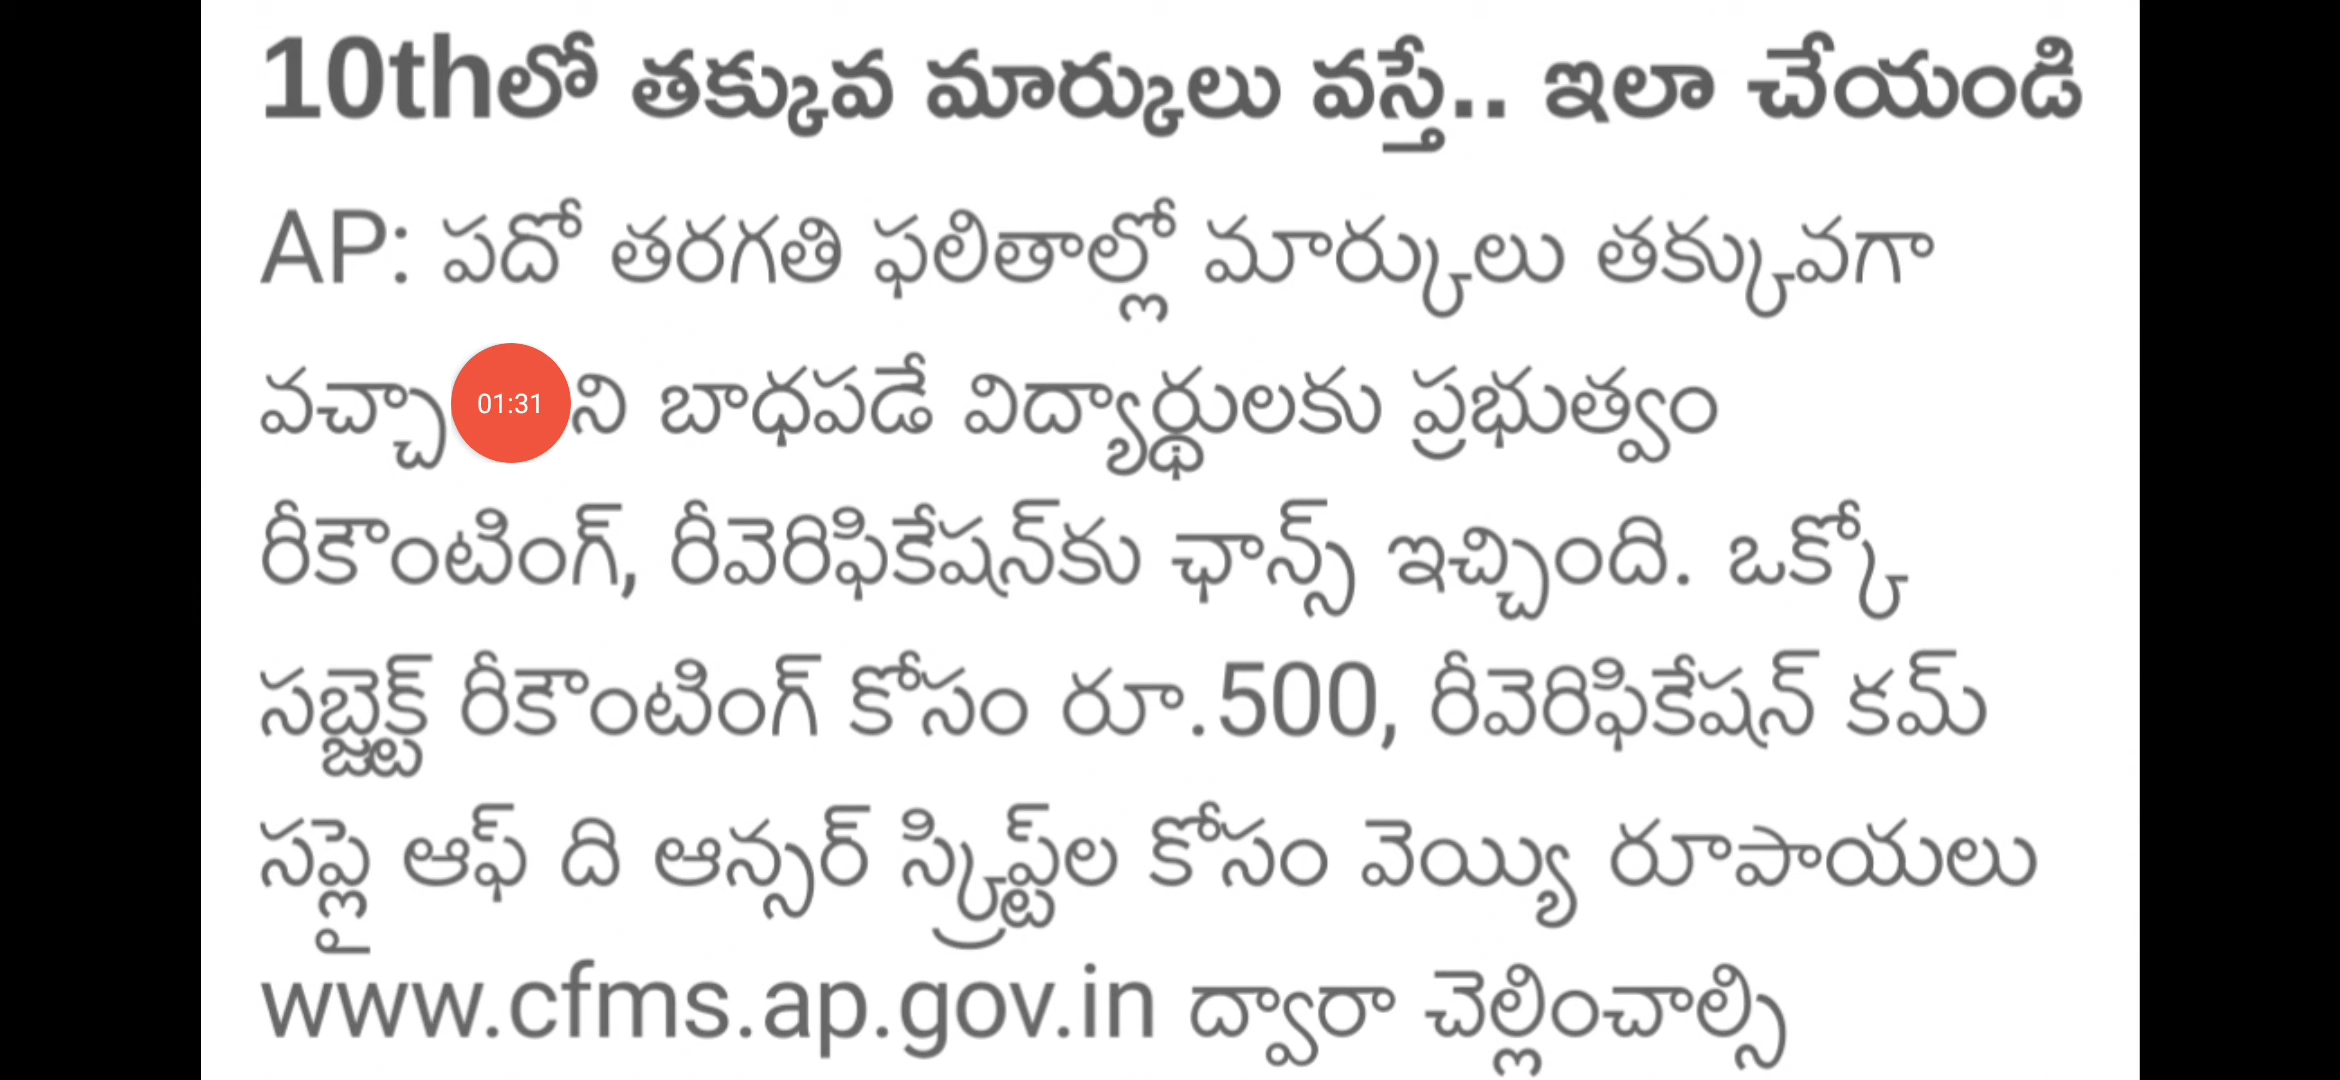 10thలో తక్కువ మార్కులు వస్తే.. ఇలా చేయండి
AP: పదో తరగతి ఫలితాల్లో మార్కులు తక్కువగా
వచ్చా 01:31 ని బాధపడే విద్యార్థులకు ప్రభుత్వం
రీకౌంటింగ్, రీవెరిఫికేషన్‌కు ఛాన్స్ ఇచ్చింది. ఒక్కో
సబ్జెక్ట్ రీకౌంటింగ్ కోసం రూ.500, రీవెరిఫికేషన్ కమ్
సప్లై ఆఫ్ ది ఆన్సర్ స్క్రిప్ట్‌ల కోసం వెయ్యి రూపాయలు
www.cfms.ap.gov.in ద్వారా చెల్లించాల్సి